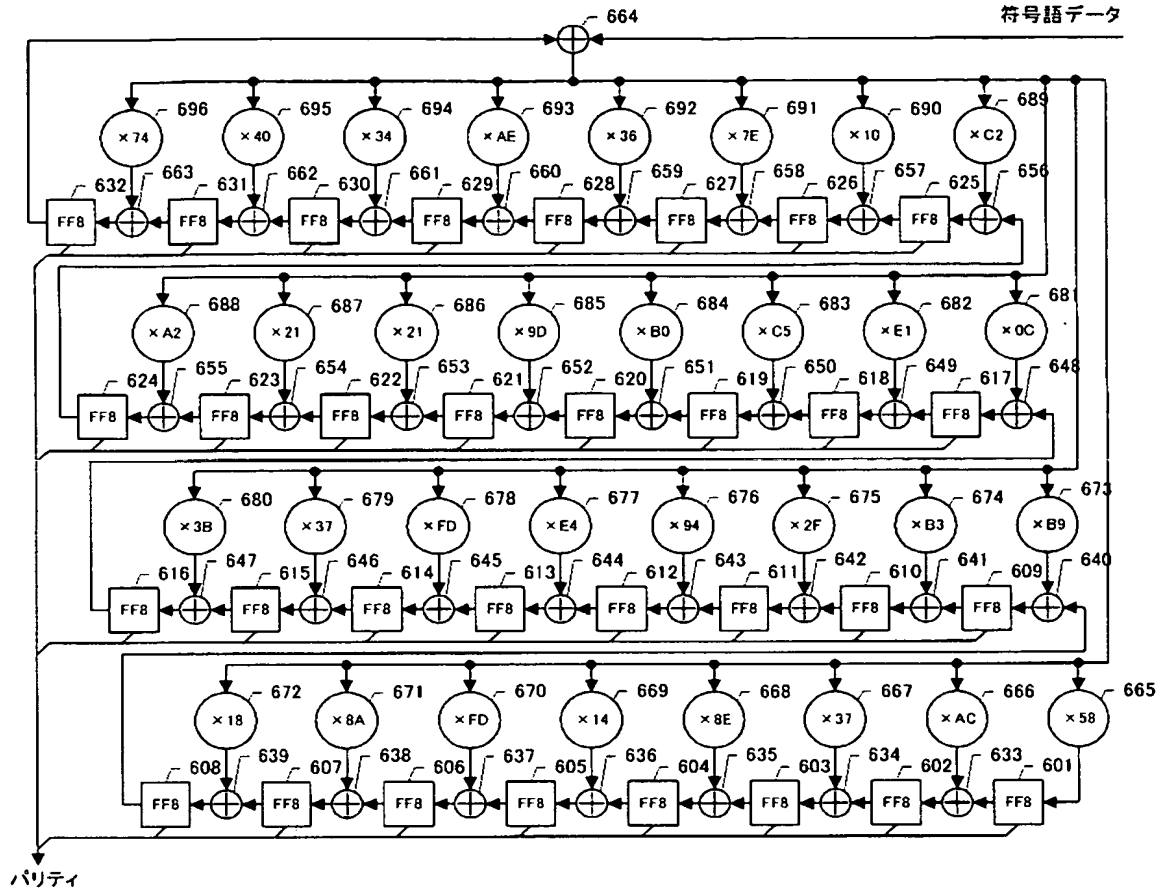 664
符号語データ
696 695 694 693 692 691 690 689
×74 ×40 ×34 ×AE ×36 ×7E ×10 ×C2
632 663 631 662 630 661 629 660 628 659 627 658 626 657 625 656
FF8 FF8 FF8 FF8 FF8 FF8 FF8 FF8
688 687 686 685 684 683 682 681
×A2 ×21 ×21 ×9D ×B0 ×C5 ×E1 ×0C
624 655 623 654 622 653 621 652 620 651 619 650 618 649 617 648
FF8 FF8 FF8 FF8 FF8 FF8 FF8 FF8
680 679 678 677 676 675 674 673
×3B ×37 ×FD ×E4 ×94 ×2F ×B3 ×B9
616 647 615 646 614 645 613 644 612 643 611 642 610 641 609 640
FF8 FF8 FF8 FF8 FF8 FF8 FF8 FF8
672 671 670 669 668 667 666 665
×18 ×8A ×FD ×14 ×8E ×37 ×AC ×58
608 639 607 638 606 637 605 636 604 635 603 634 602 633 601
FF8 FF8 FF8 FF8 FF8 FF8 FF8 FF8
パリティ